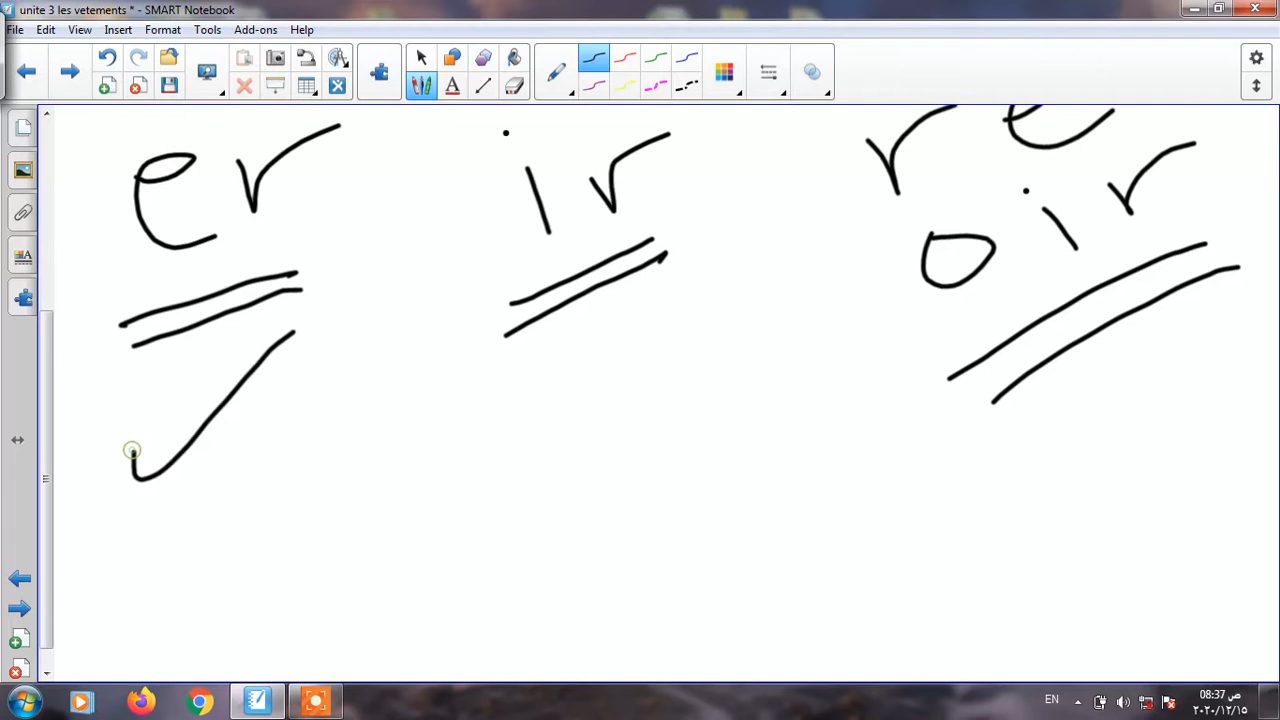 unite 3 les vetements * - SMART Notebook
File Edit View Insert Format Tools Add-ons Help
er ir re
oir
EN
08:37 ص
٢٠٢٠/١٢/١٥